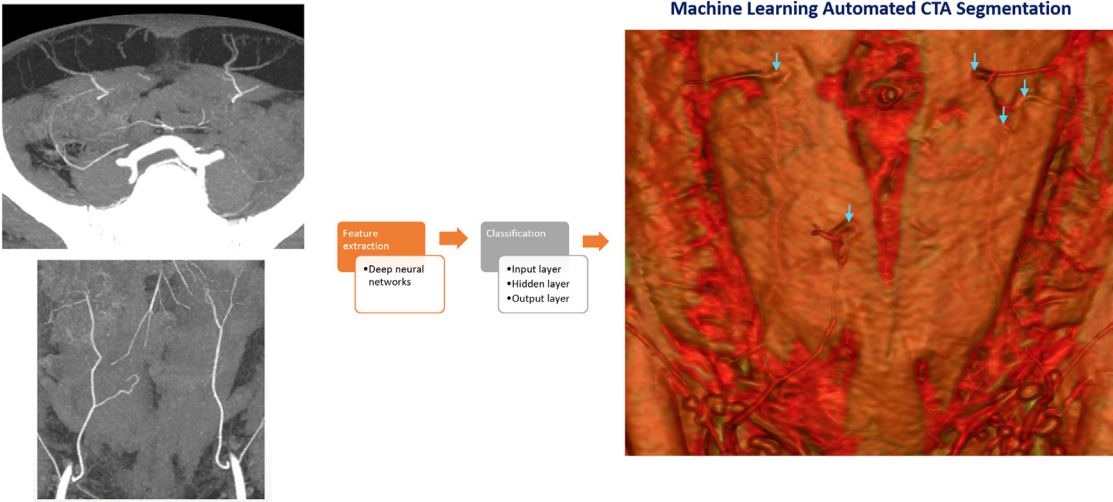 Machine Learning Automated CTA Segmentation
Feature
extraction
•Deep neural
networks
Classification
•Input layer
•Hidden layer
•Output layer